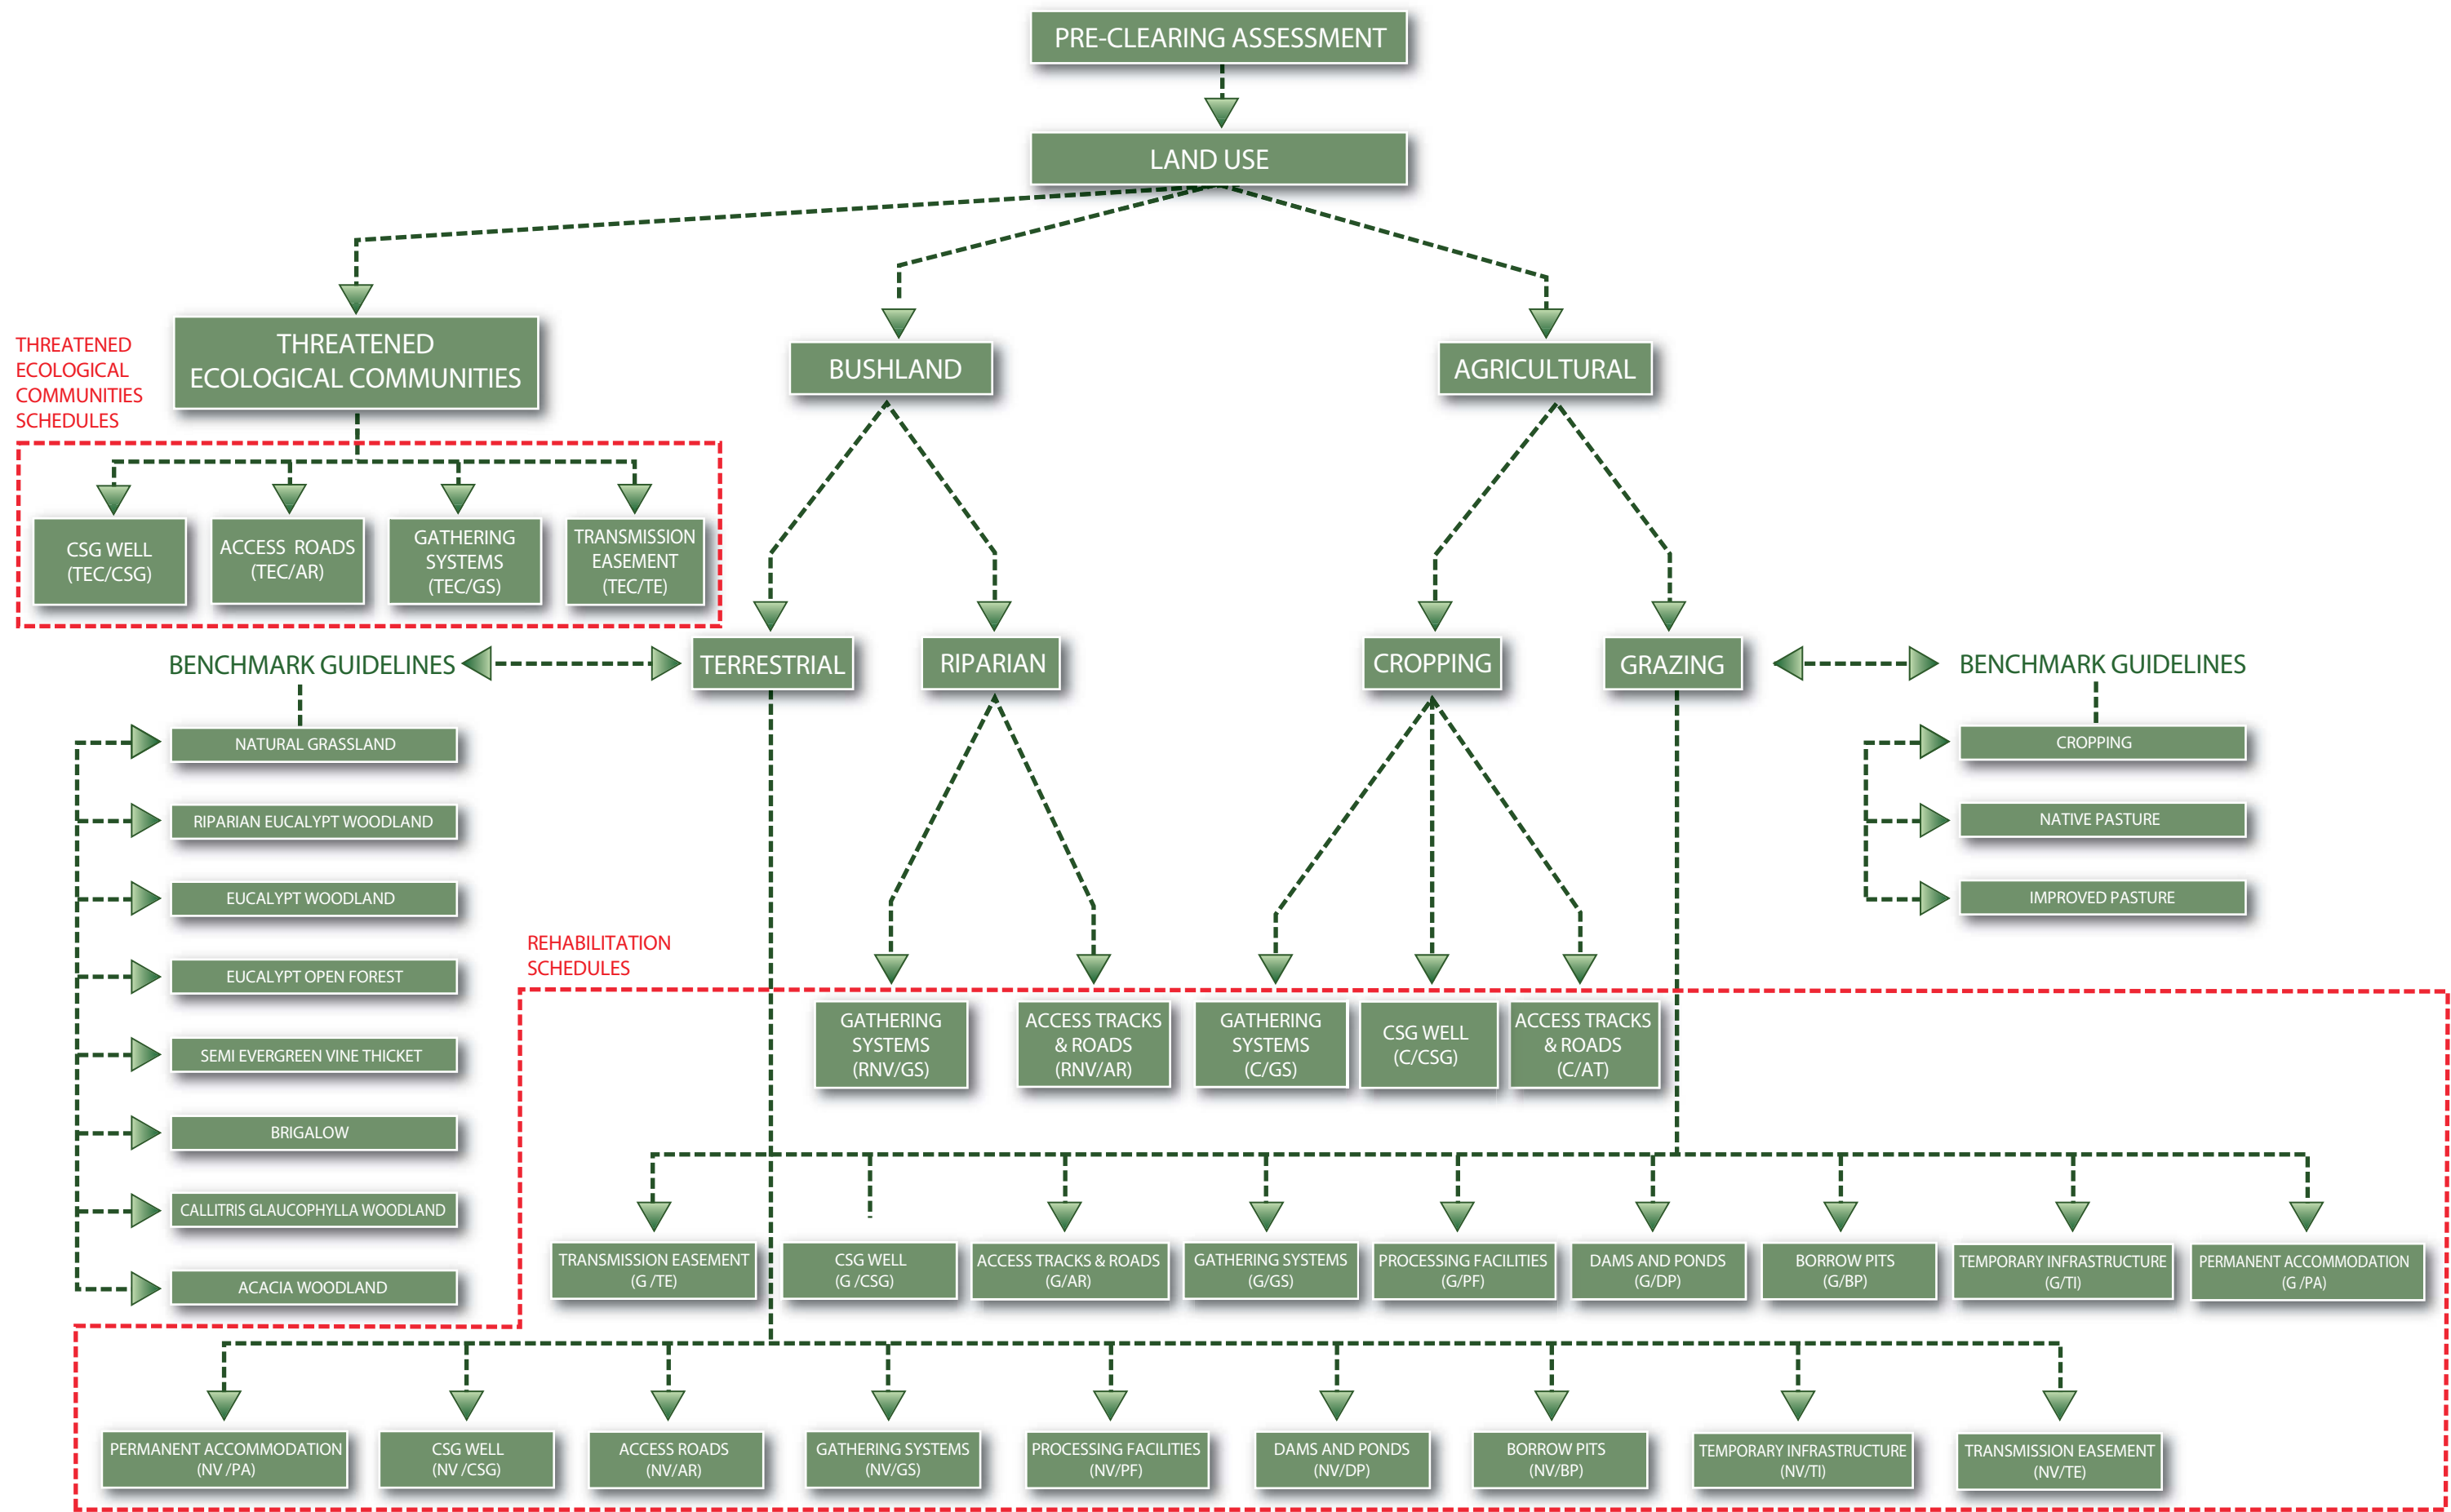 PRE-CLEARING ASSESSMENT
LAND USE
THREATENED
ECOLOGICAL COMMUNITIES
BUSHLAND
AGRICULTURAL
THREATENED
ECOLOGICAL
COMMUNITIES
SCHEDULES
CSG WELL
(TEC/CSG)
ACCESS ROADS
(TEC/AR)
GATHERING
SYSTEMS
(TEC/GS)
TRANSMISSION
EASEMENT
(TEC/TE)
BENCHMARK GUIDELINES
TERRESTRIAL
RIPARIAN
CROPPING
GRAZING
BENCHMARK GUIDELINES
NATURAL GRASSLAND
RIPARIAN EUCALYPT WOODLAND
EUCALYPT WOODLAND
EUCALYPT OPEN FOREST
SEMI EVERGREEN VINE THICKET
BRIGALOW
CALLITRIS GLAUCOPHYLLA WOODLAND
ACACIA WOODLAND
CROPPING
NATIVE PASTURE
IMPROVED PASTURE
REHABILITATION
SCHEDULES
GATHERING
SYSTEMS
(RNV/GS)
ACCESS TRACKS
& ROADS
(RNV/AR)
GATHERING
SYSTEMS
(C/GS)
CSG WELL
(C/CSG)
ACCESS TRACKS
& ROADS
(C/AT)
TRANSMISSION EASEMENT
(G /TE)
CSG WELL
(G /CSG)
ACCESS TRACKS & ROADS
(G/AR)
GATHERING SYSTEMS
(G/GS)
PROCESSING FACILITIES
(G/PF)
DAMS AND PONDS
(G/DP)
BORROW PITS
(G/BP)
TEMPORARY INFRASTRUCTURE
(G/TI)
PERMANENT ACCOMMODATION
(G /PA)
PERMANENT ACCOMMODATION
(NV /PA)
CSG WELL
(NV /CSG)
ACCESS ROADS
(NV/AR)
GATHERING SYSTEMS
(NV/GS)
PROCESSING FACILITIES
(NV/PF)
DAMS AND PONDS
(NV/DP)
BORROW PITS
(NV/BP)
TEMPORARY INFRASTRUCTURE
(NV/TI)
TRANSMISSION EASEMENT
(NV/TE)